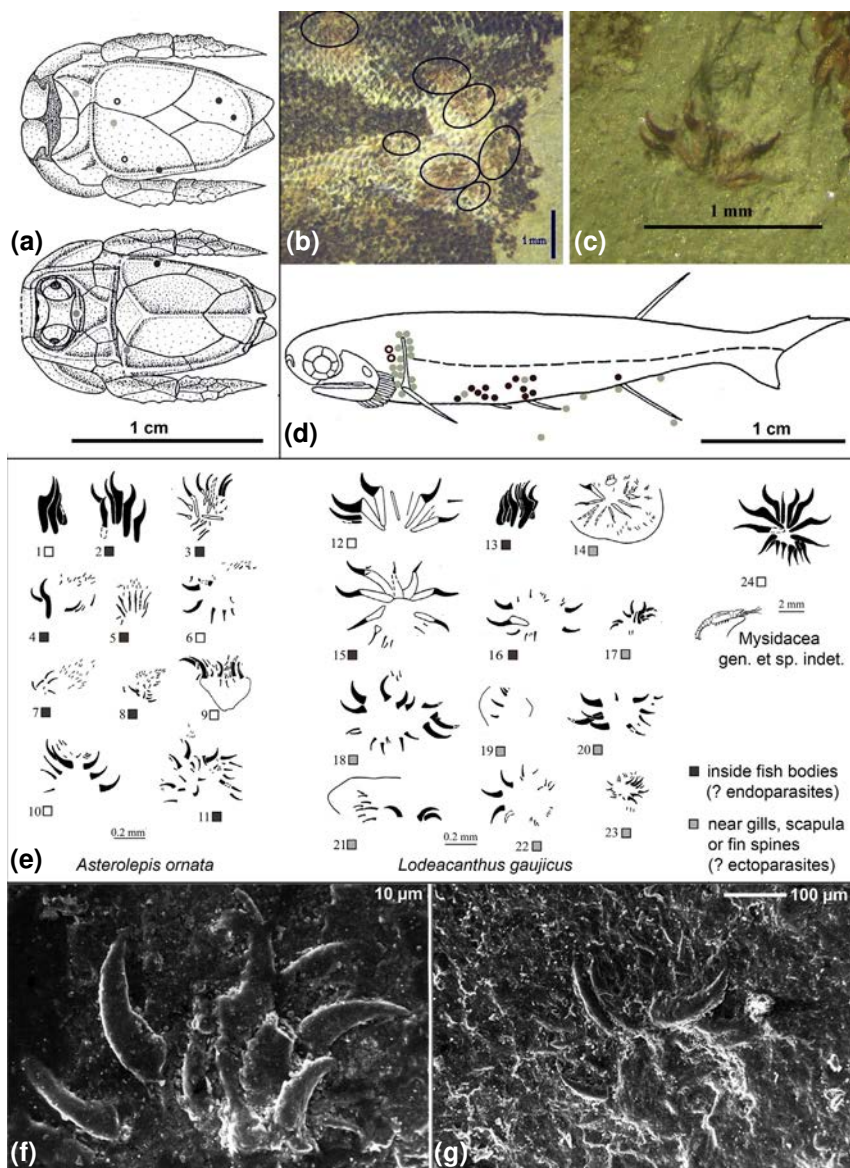 (a)
(b)
1 mm
(c)
1 mm
1 cm
(d)
1 cm
1
2
3
4
5
6
7
8
9
10
11
0.2 mm
12
13
14
15
16
17
18
19
20
21
22
23
0.2 mm
24
2 mm
Mysidacea
gen. et sp. indet.
inside fish bodies
(? endoparasites)
near gills, scapula
or fin spines
(? ectoparasites)
(e)
Asterolepis ornata
Lodeacanthus gaujicus
10 µm
(f)
100 µm
(g)